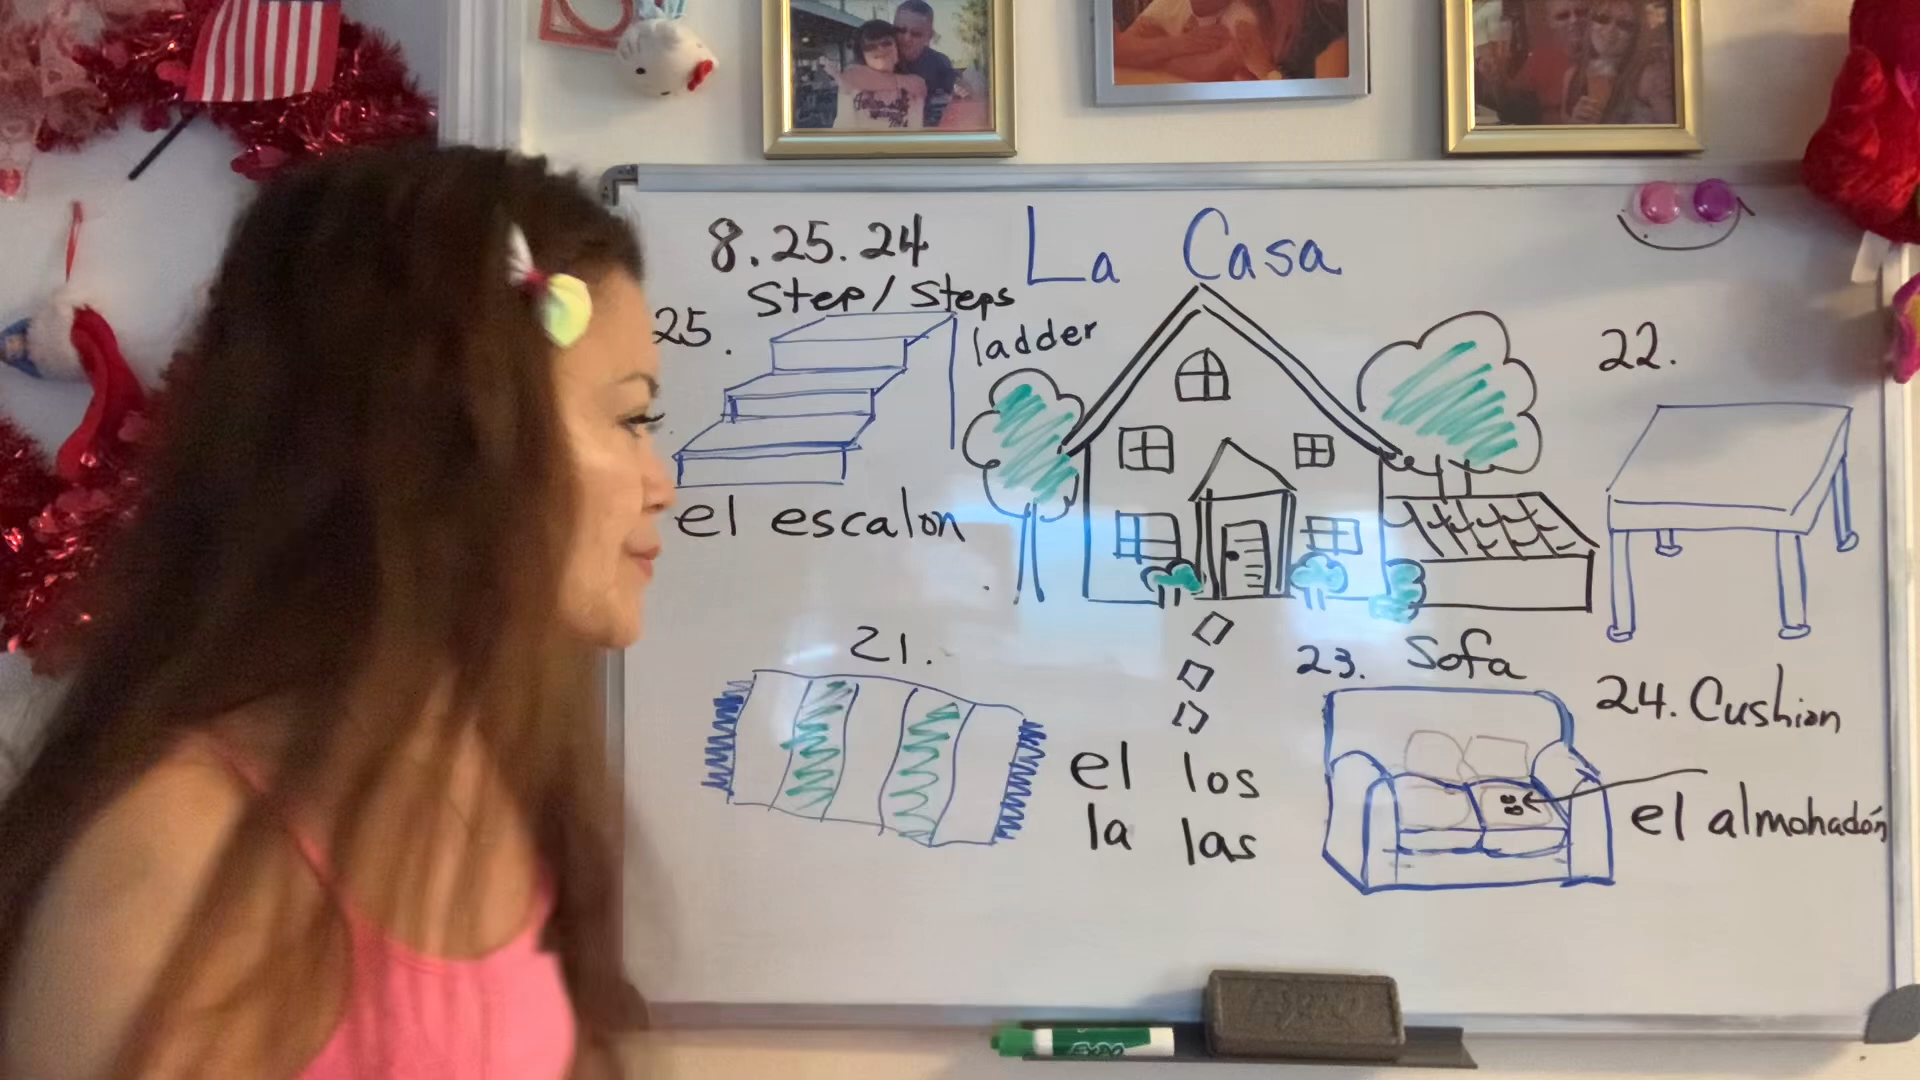 8.25.24
La Casa
Step/Steps
25.
ladder
22.
el escalon
21.
23. Sofa
24. Cushion
el los
la las
el almohadón
EXPO